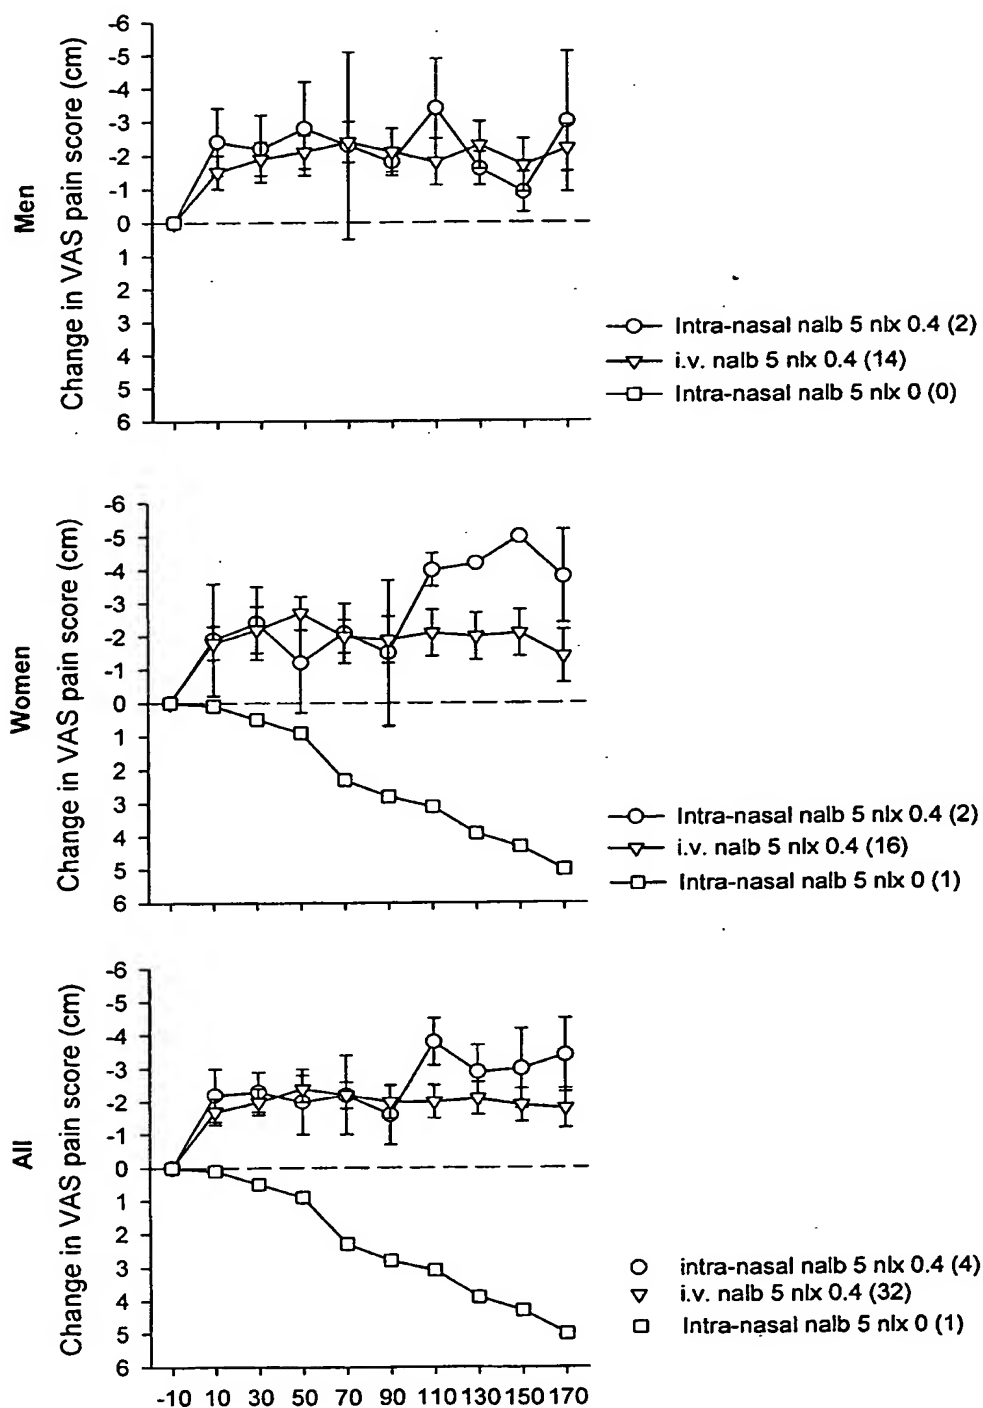 Men
Change in VAS pain score (cm)
-6
-5
-4
-3
-2
-1
0
1
2
3
4
5
6
Intra-nasal nalb 5 nlx 0.4 (2)
i.v. nalb 5 nlx 0.4 (14)
Intra-nasal nalb 5 nlx 0 (0)
Women
Change in VAS pain score (cm)
-6
-5
-4
-3
-2
-1
0
1
2
3
4
5
6
Intra-nasal nalb 5 nlx 0.4 (2)
i.v. nalb 5 nlx 0.4 (16)
Intra-nasal nalb 5 nlx 0 (1)
All
Change in VAS pain score (cm)
-6
-5
-4
-3
-2
-1
0
1
2
3
4
5
6
intra-nasal nalb 5 nlx 0.4 (4)
i.v. nalb 5 nlx 0.4 (32)
Intra-nasal nalb 5 nlx 0 (1)
-10 10 30 50 70 90 110 130 150 170